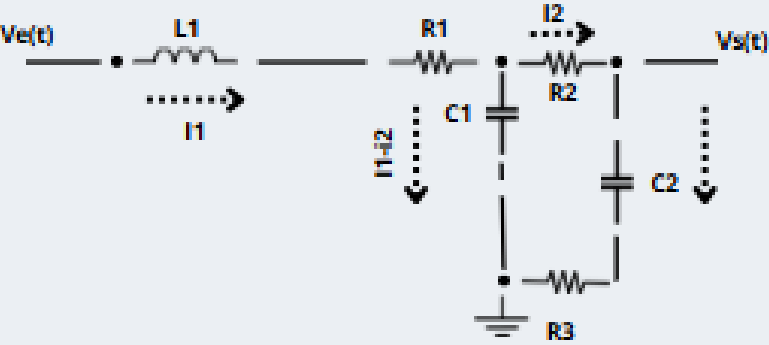 Ve(t)
L1
R1
I2
Vs(t)
R2
I1
C1
I1-i2
C2
R3